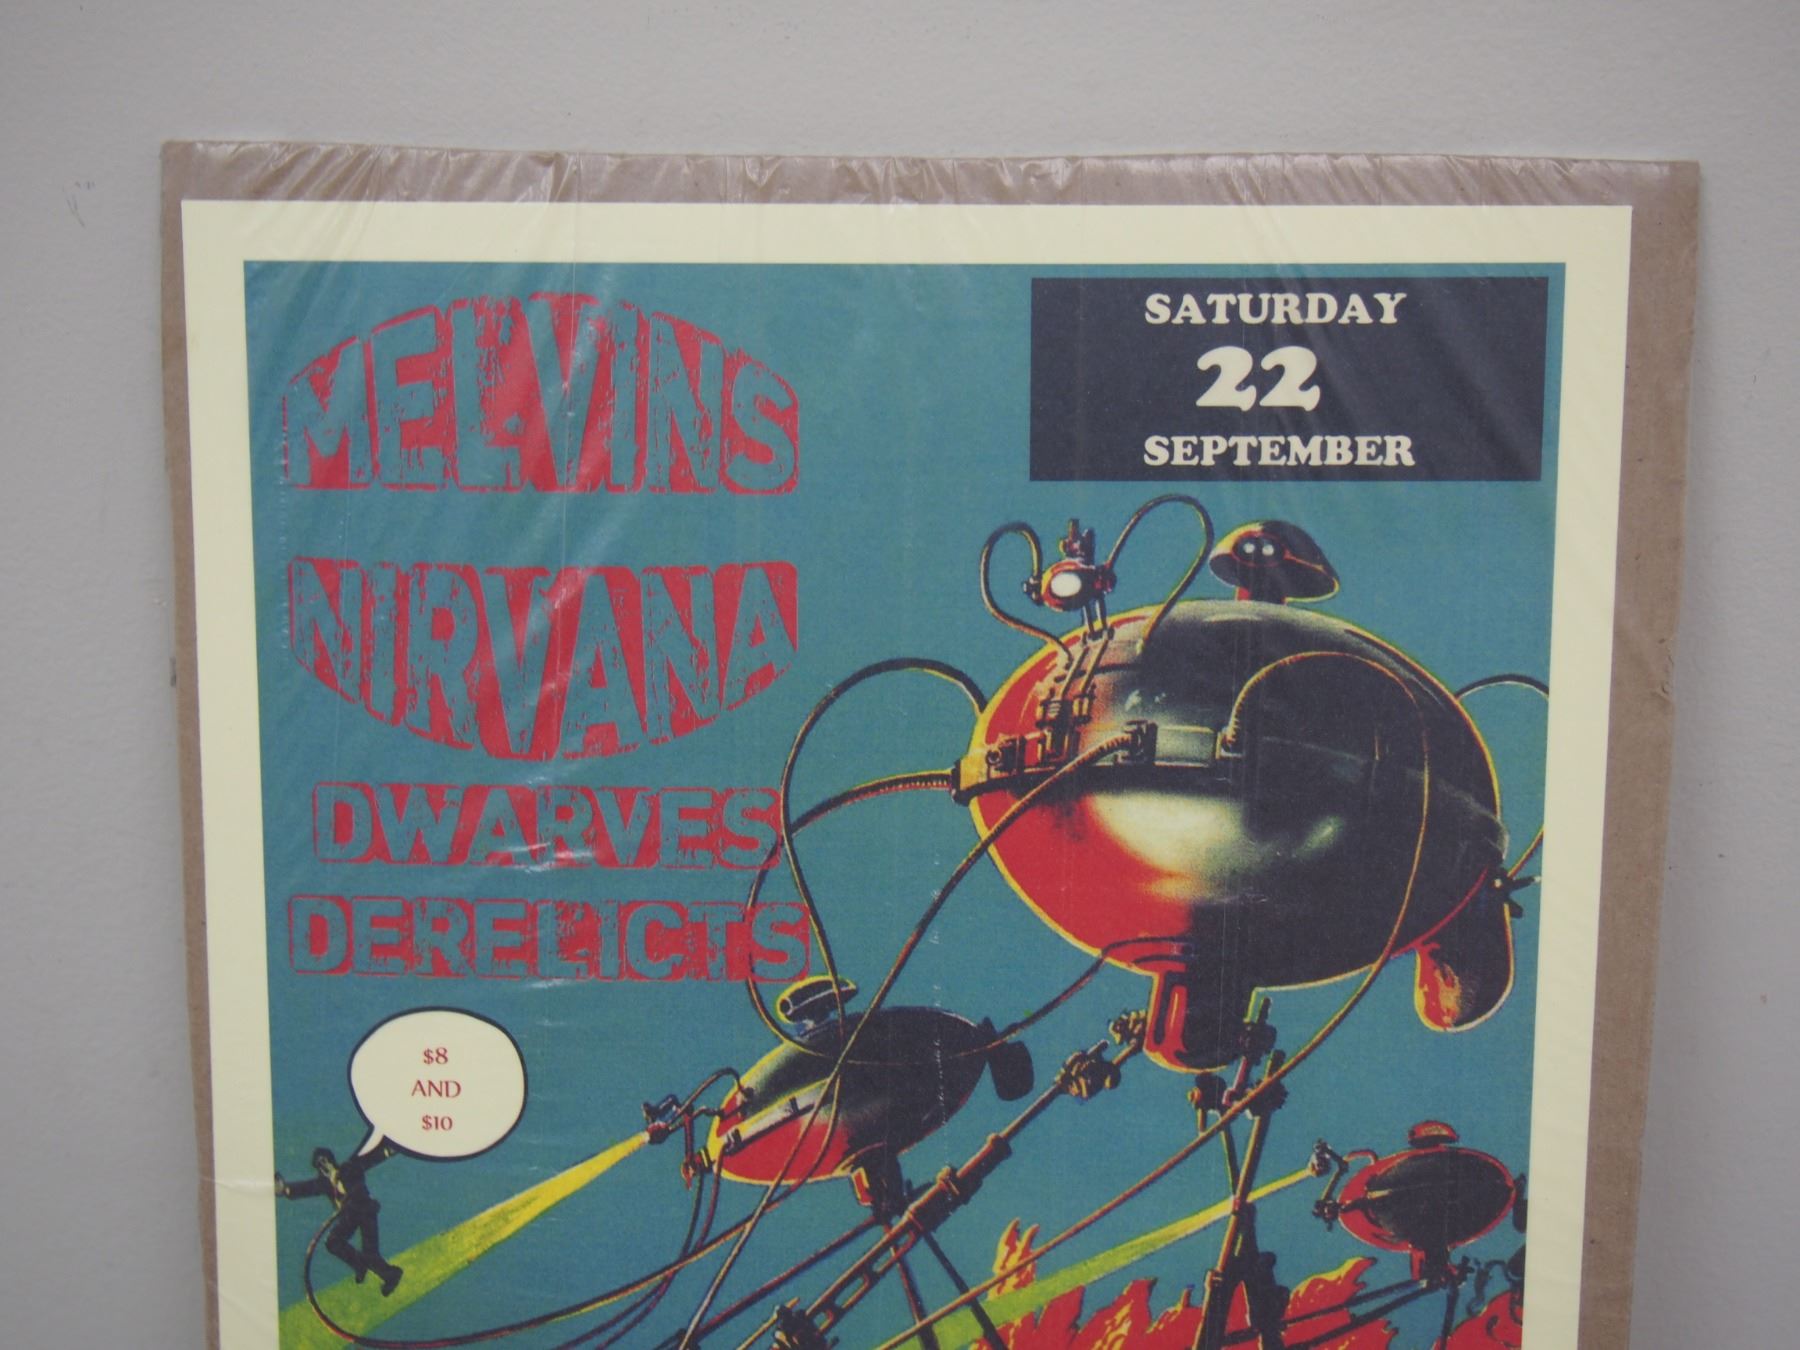 MELVINS
NIRVANA
DWARVES
DERELICTS
SATURDAY
22
SEPTEMBER
$8
AND
$10